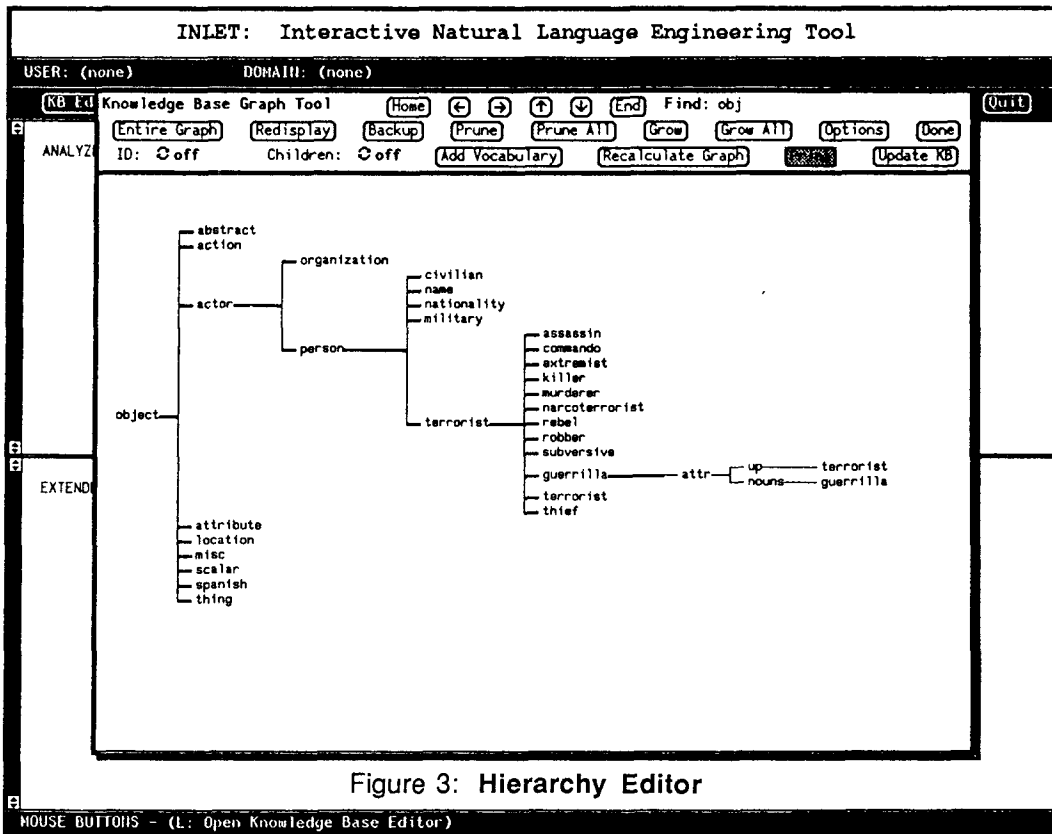 INLET: Interactive Natural Language Engineering Tool
USER: (none) DOMAIN: (none)
KB Ed
Knowledge Base Graph Tool Home ← → ↑ ↓ End Find: obj
Quit
Entire Graph Redisplay Backup Prune Prune All Grow Grow All Options Done
ANALYZ
ID: off Children: off Add Vocabulary Recalculate Graph Update KB
abstract
action
organization
civilian
name
actor
nationality
military
assassin
person
commando
extremist
killer
murderer
narcoterrorist
object
terrorist
rebel
robber
subversive
guerrilla attr up terrorist
nouns guerrilla
EXTEND
terrorist
thief
attribute
location
misc
scalar
spanish
thing
Figure 3: Hierarchy Editor
MOUSE BUTTONS - (L: Open Knowledge Base Editor)